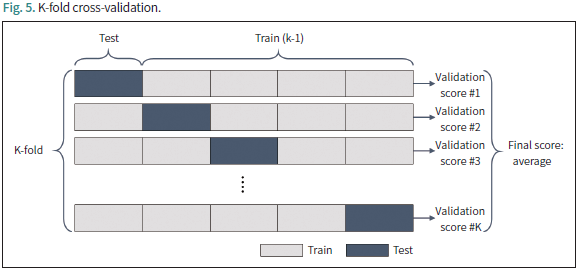 Fig. 5. K-fold cross-validation.
Test
Train (k-1)
Validation
score #1
Validation
score #2
K-fold
Validation
score #3
Final score:
average
Validation
score #K
Train
Test